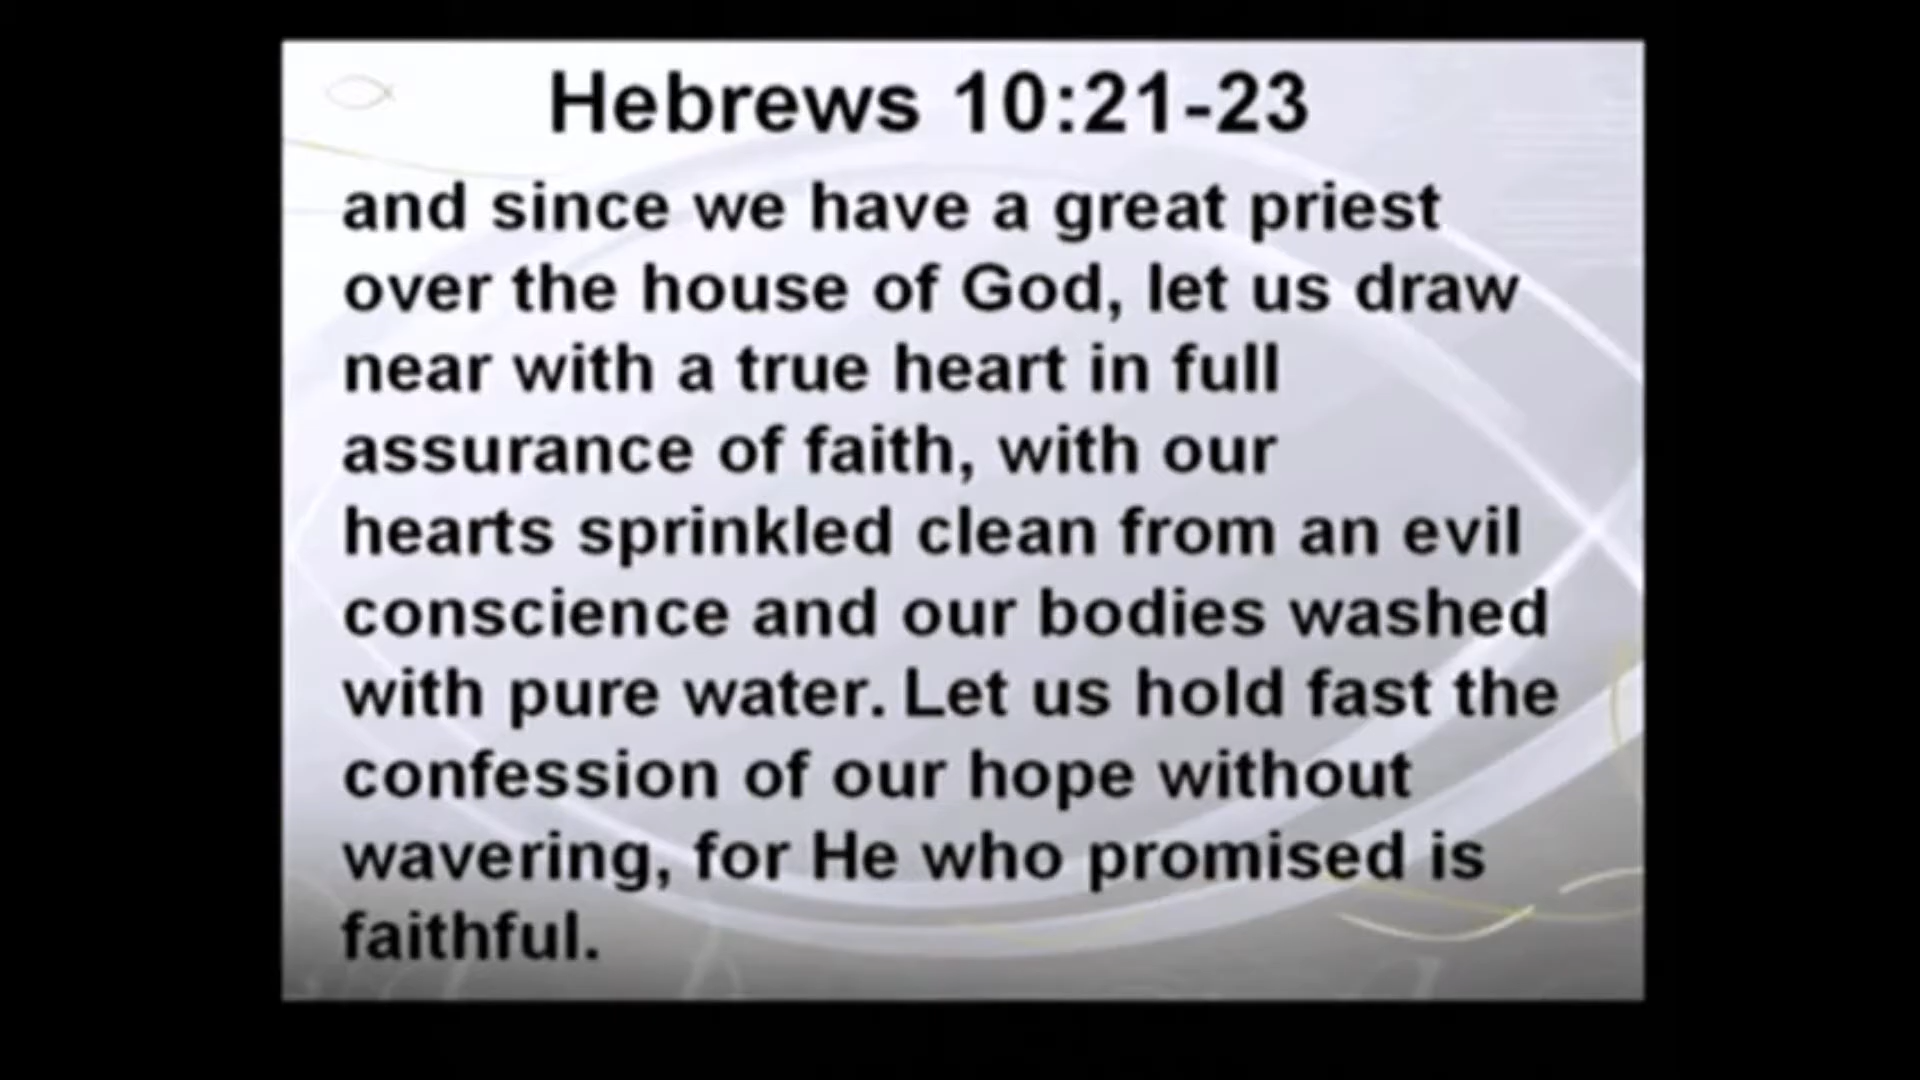 Hebrews 10:21-23
and since we have a great priest
over the house of God, let us draw
near with a true heart in full
assurance of faith, with our
hearts sprinkled clean from an evil
conscience and our bodies washed
with pure water. Let us hold fast the
confession of our hope without
wavering, for He who promised is
faithful.